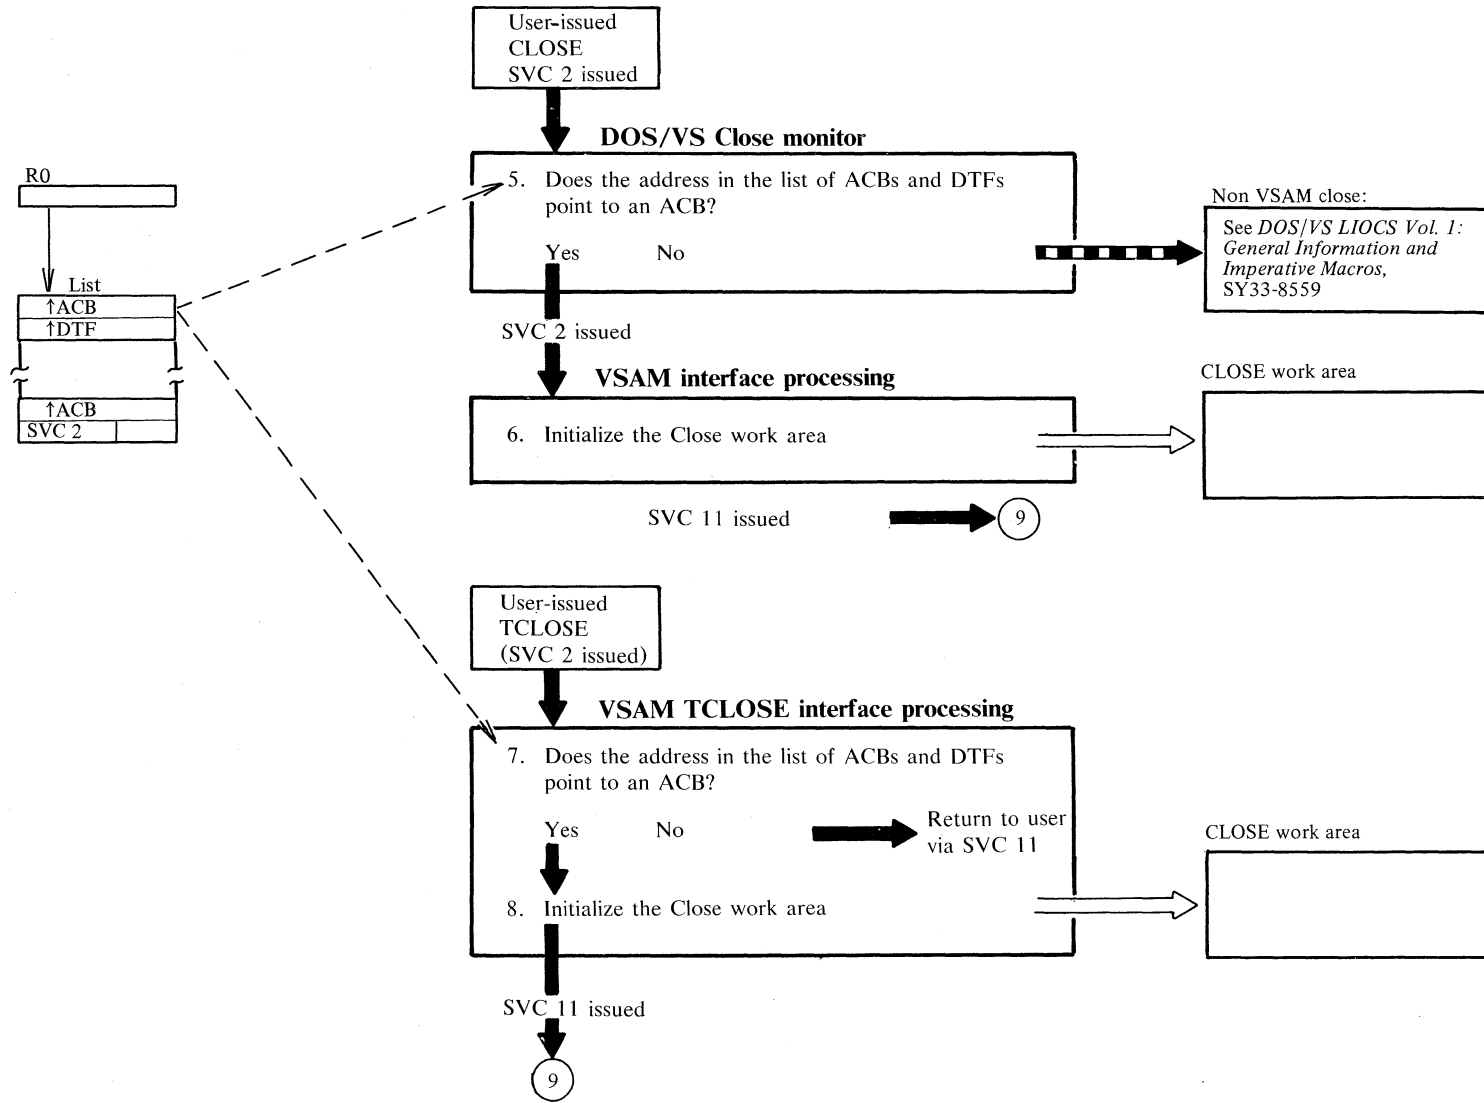 User-issued
CLOSE
SVC 2 issued
DOS/VS Close monitor
R0
List
↑ACB
↑DTF
↑ACB
SVC 2
5. Does the address in the list of ACBs and DTFs
point to an ACB?
Yes No
Non VSAM close:
See DOS/VS LIOCS Vol. 1:
General Information and
Imperative Macros,
SY33-8559
SVC 2 issued
VSAM interface processing
6. Initialize the Close work area
CLOSE work area
SVC 11 issued
9
User-issued
TCLOSE
(SVC 2 issued)
VSAM TCLOSE interface processing
7. Does the address in the list of ACBs and DTFs
point to an ACB?
Yes No
Return to user
via SVC 11
8. Initialize the Close work area
CLOSE work area
SVC 11 issued
9